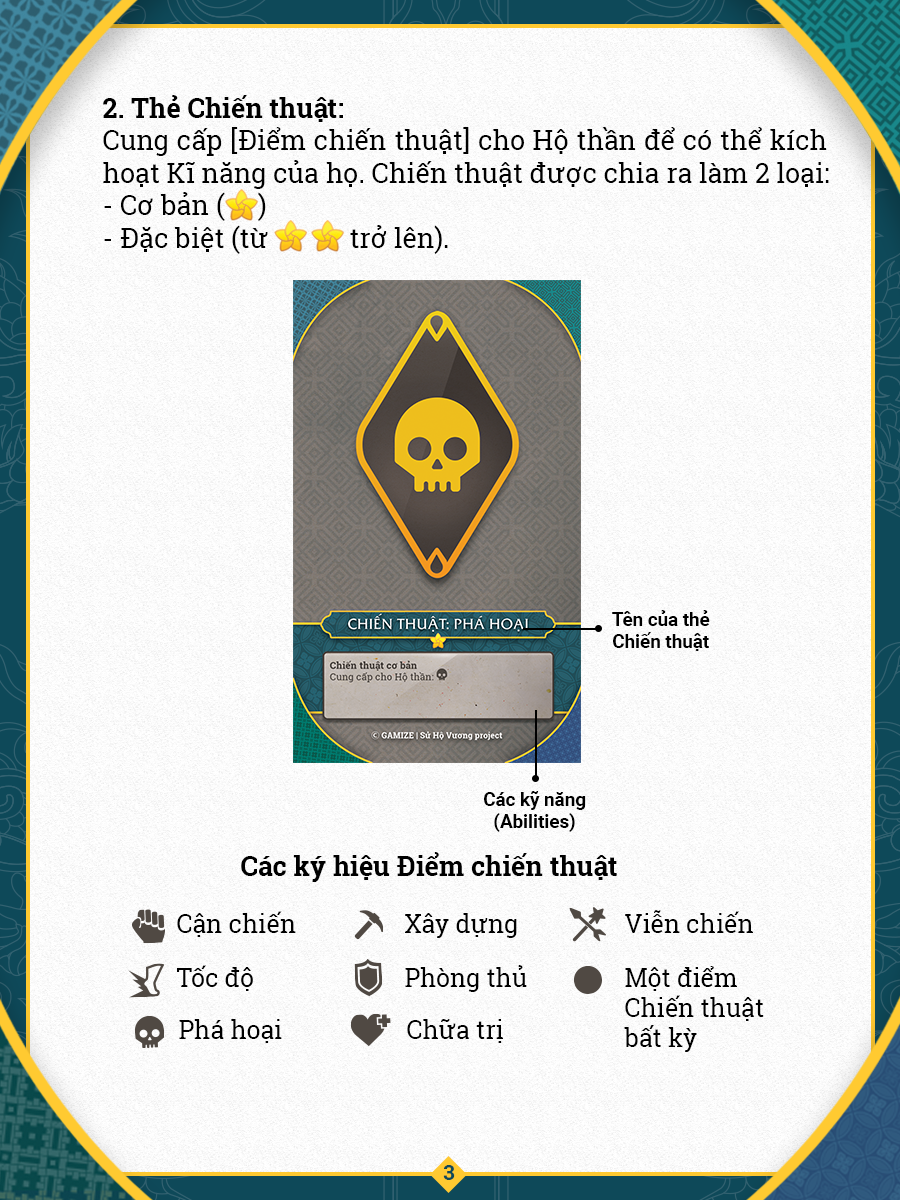 2. Thẻ Chiến thuật:
Cung cấp [Điểm chiến thuật] cho Hộ thần để có thể kích
hoạt Kĩ năng của họ. Chiến thuật được chia ra làm 2 loại:
- Cơ bản (⭐)
- Đặc biệt (từ ⭐⭐ trở lên).
CHIẾN THUẬT: PHÁ HOẠI
Tên của thẻ
Chiến thuật
Chiến thuật cơ bản
Cung cấp cho Hộ thần:
© GAMIZE | Sử Hộ Vương project
Các kỹ năng
(Abilities)
Các ký hiệu Điểm chiến thuật
Cận chiến
Xây dựng
Viễn chiến
Tốc độ
Phòng thủ
Một điểm
Chiến thuật
bất kỳ
Phá hoại
Chữa trị
3